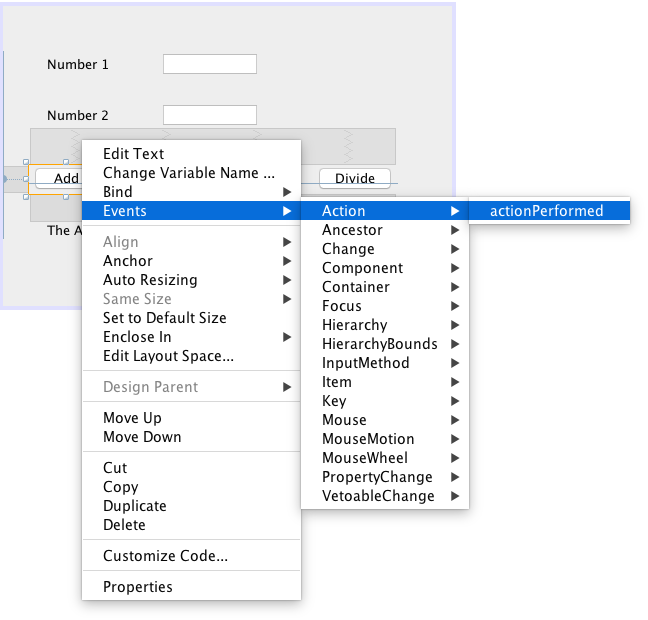 Number 1
Number 2
Add
Divide
The A
Edit Text
Change Variable Name ...
Bind
Events
Align
Anchor
Auto Resizing
Same Size
Set to Default Size
Enclose In
Edit Layout Space...
Design Parent
Move Up
Move Down
Cut
Copy
Duplicate
Delete
Customize Code...
Properties
Action
Ancestor
Change
Component
Container
Focus
Hierarchy
HierarchyBounds
InputMethod
Item
Key
Mouse
MouseMotion
MouseWheel
PropertyChange
VetoableChange
actionPerformed